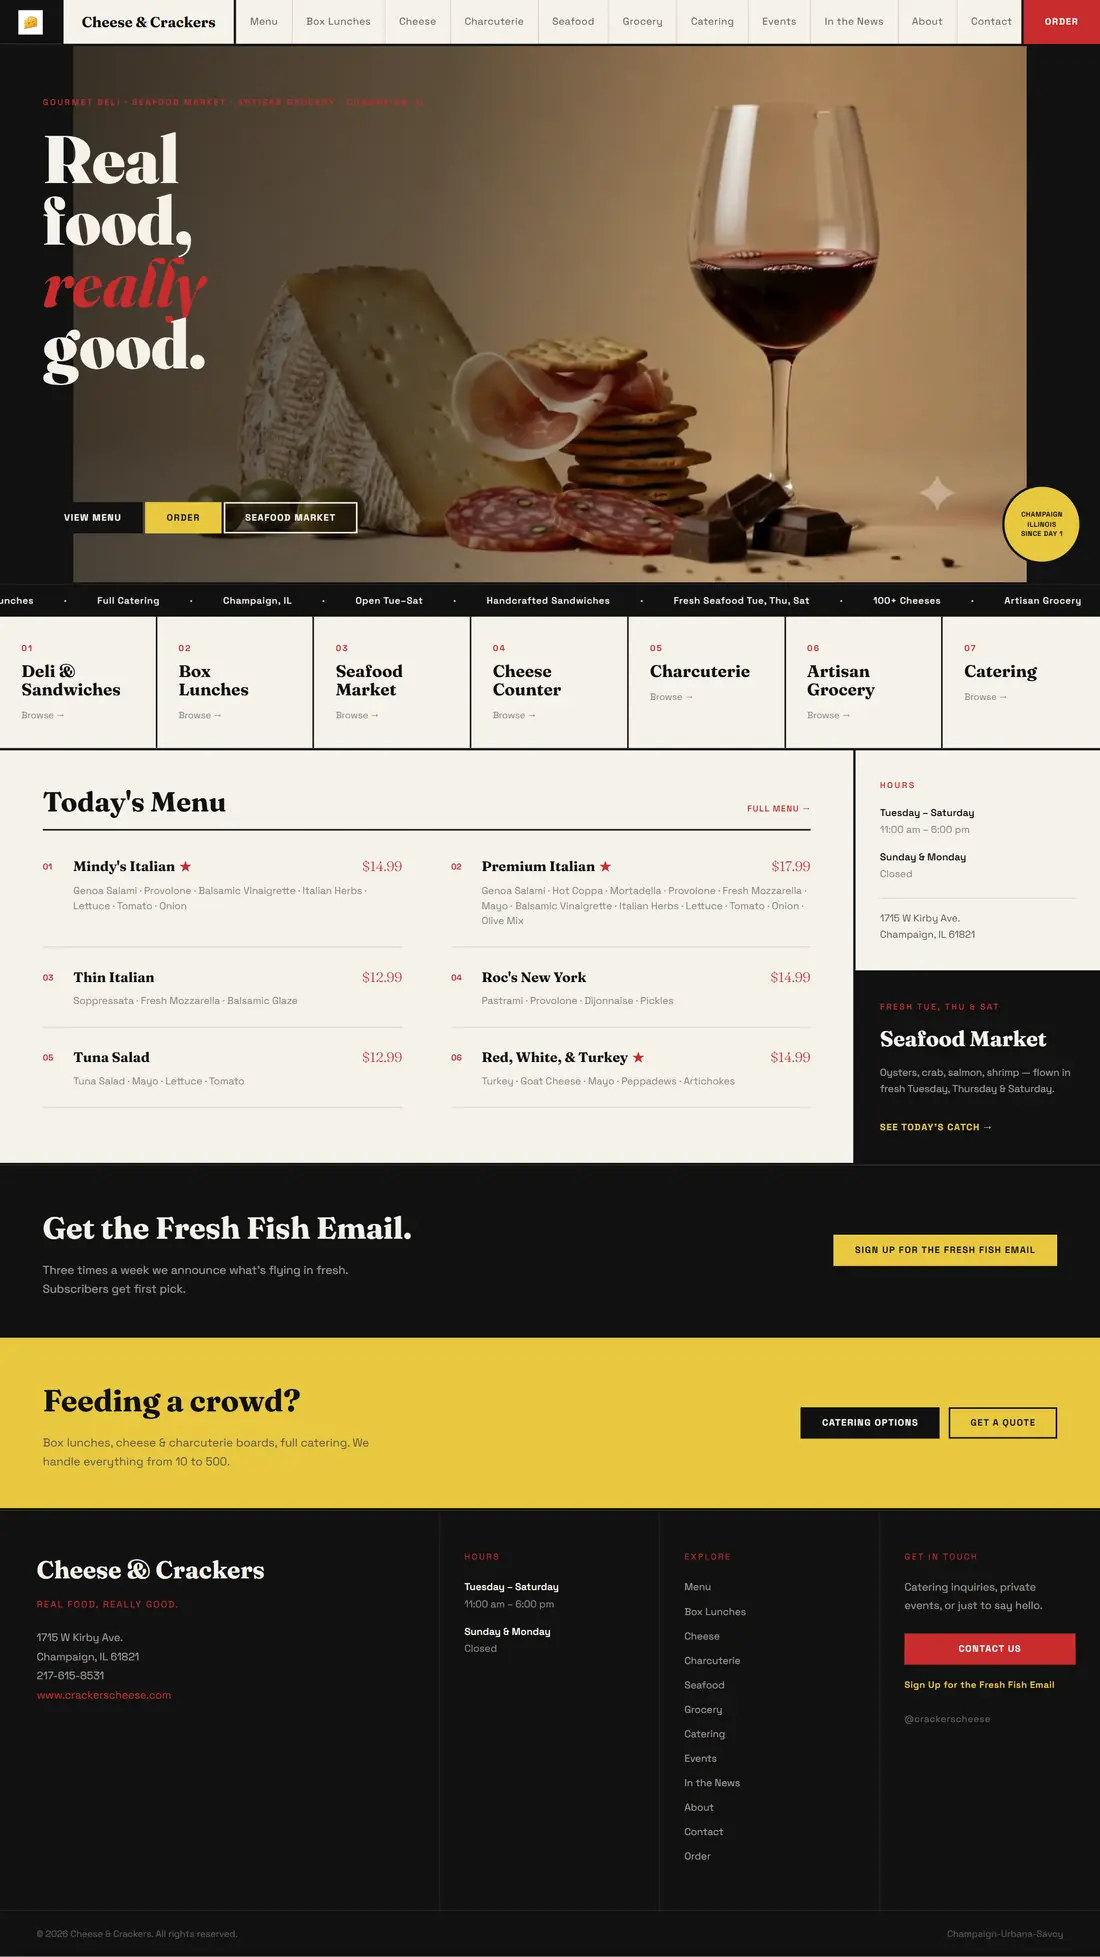 Cheese & Crackers
Menu
Box Lunches
Cheese
Charcuterie
Seafood
Grocery
Catering
Events
In the News
About
Contact
ORDER
GOURMET DELI · SEAFOOD MARKET · ARTISAN GROCERY · CHAMPAIGN, IL
Real
food,
really
good.
VIEW MENU
ORDER
SEAFOOD MARKET
CHAMPAIGN
ILLINOIS
SINCE DAY 1
unches · Full Catering · Champaign, IL · Open Tue–Sat · Handcrafted Sandwiches · Fresh Seafood Tue, Thu, Sat · 100+ Cheeses · Artisan Grocery
01
Deli &
Sandwiches
Browse →
02
Box
Lunches
Browse →
03
Seafood
Market
Browse →
04
Cheese
Counter
Browse →
05
Charcuterie
Browse →
06
Artisan
Grocery
Browse →
07
Catering
Browse →
Today's Menu
FULL MENU →
01 Mindy's Italian ★ $14.99
Genoa Salami · Provolone · Balsamic Vinaigrette · Italian Herbs ·
Lettuce · Tomato · Onion
02 Premium Italian ★ $17.99
Genoa Salami · Hot Coppa · Mortadella · Provolone · Fresh Mozzarella ·
Mayo · Balsamic Vinaigrette · Italian Herbs · Lettuce · Tomato · Onion ·
Olive Mix
03 Thin Italian $12.99
Soppressata · Fresh Mozzarella · Balsamic Glaze
04 Roc's New York $14.99
Pastrami · Provolone · Dijonnaise · Pickles
05 Tuna Salad $12.99
Tuna Salad · Mayo · Lettuce · Tomato
06 Red, White, & Turkey ★ $14.99
Turkey · Goat Cheese · Mayo · Peppadews · Artichokes
HOURS
Tuesday – Saturday
11:00 am – 6:00 pm
Sunday & Monday
Closed
1715 W Kirby Ave.
Champaign, IL 61821
FRESH TUE, THU & SAT
Seafood Market
Oysters, crab, salmon, shrimp — flown in
fresh Tuesday, Thursday & Saturday.
SEE TODAY'S CATCH →
Get the Fresh Fish Email.
Three times a week we announce what's flying in fresh.
Subscribers get first pick.
SIGN UP FOR THE FRESH FISH EMAIL
Feeding a crowd?
Box lunches, cheese & charcuterie boards, full catering. We
handle everything from 10 to 500.
CATERING OPTIONS
GET A QUOTE
Cheese & Crackers
REAL FOOD, REALLY GOOD.
1715 W Kirby Ave.
Champaign, IL 61821
217-615-8531
www.crackerscheese.com
HOURS
Tuesday – Saturday
11:00 am – 6:00 pm
Sunday & Monday
Closed
EXPLORE
Menu
Box Lunches
Cheese
Charcuterie
Seafood
Grocery
Catering
Events
In the News
About
Contact
Order
GET IN TOUCH
Catering inquiries, private
events, or just to say hello.
CONTACT US
Sign Up for the Fresh Fish Email
@crackerscheese
© 2026 Cheese & Crackers. All rights reserved.
Champaign-Urbana-Savoy